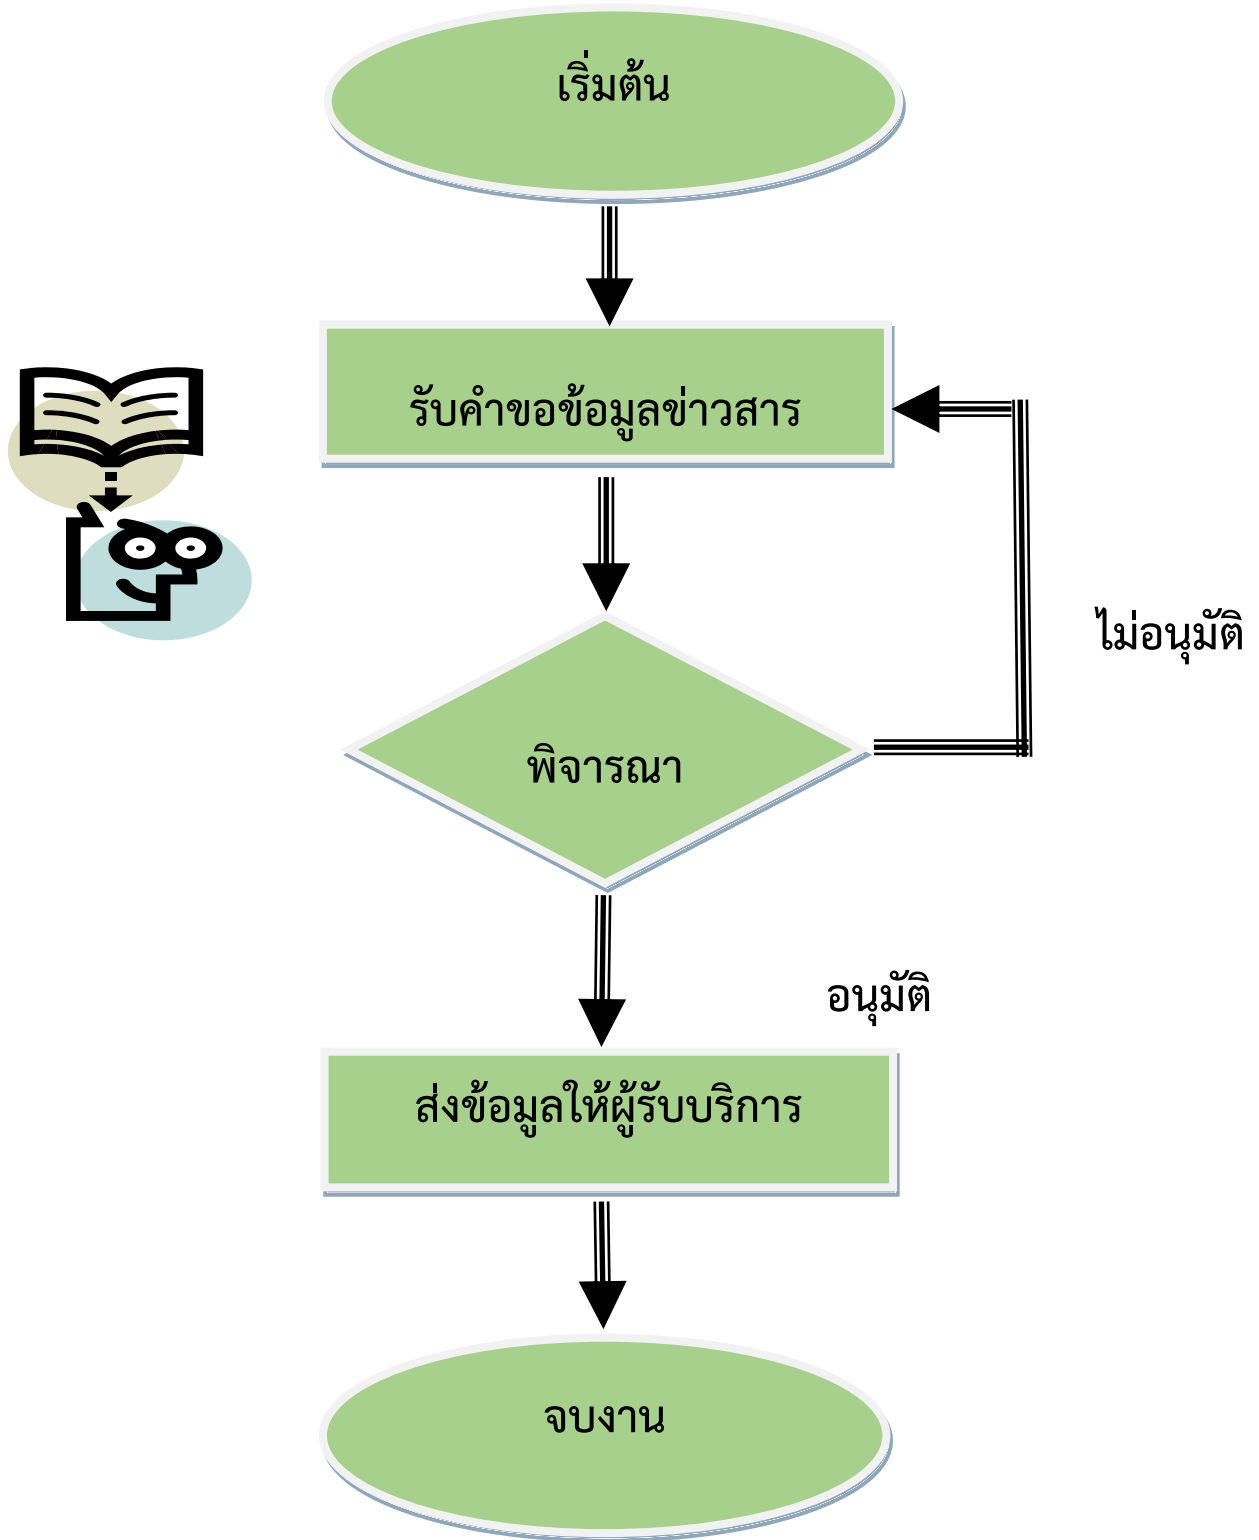 เริ่มต้น
รับคำขอข้อมูลข่าวสาร
ไม่อนุมัติ
พิจารณา
อนุมัติ
ส่งข้อมูลให้ผู้รับบริการ
จบงาน